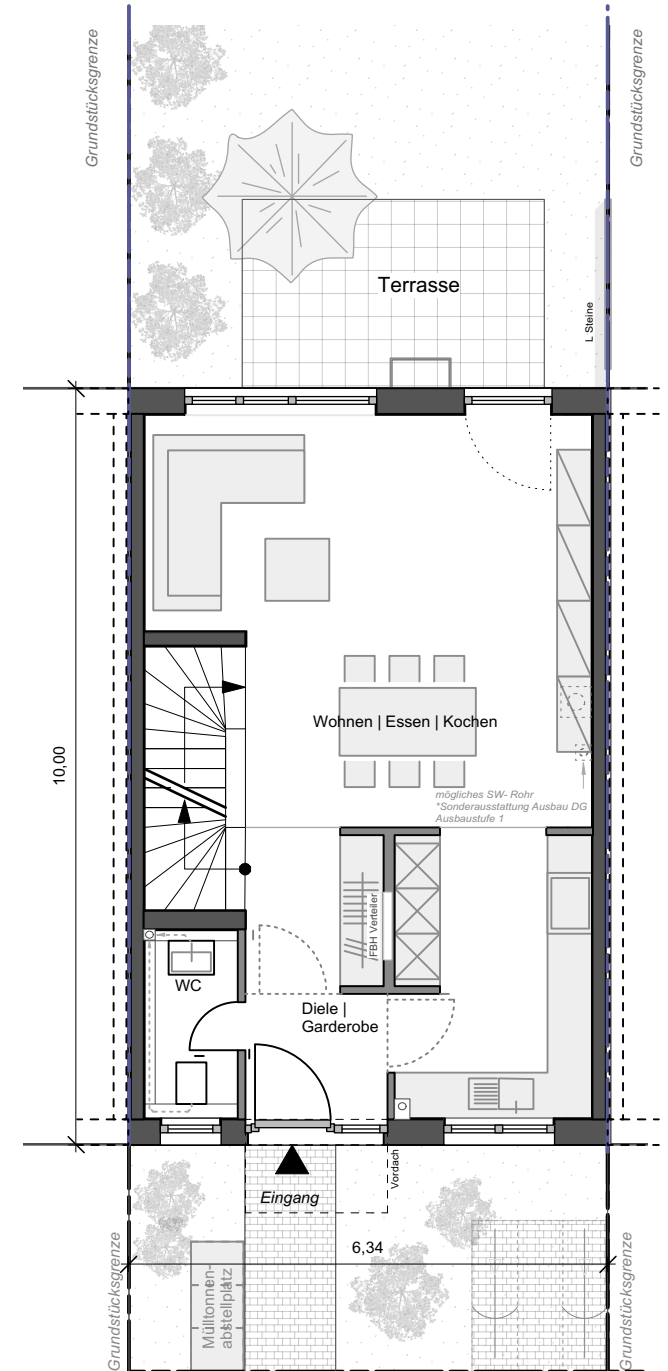 Grundstücksgrenze
Grundstücksgrenze
Terrasse
L Steine
10,00
Wohnen | Essen | Kochen
mögliches SW- Rohr
*Sonderausstattung Ausbau DG
Ausbaustufe 1
FBH Verteiler
WC
Diele |
Garderobe
Eingang
Vordach
6,34
Grundstücksgrenze
Mülltonnen-
abstellplatz
Grundstücksgrenze